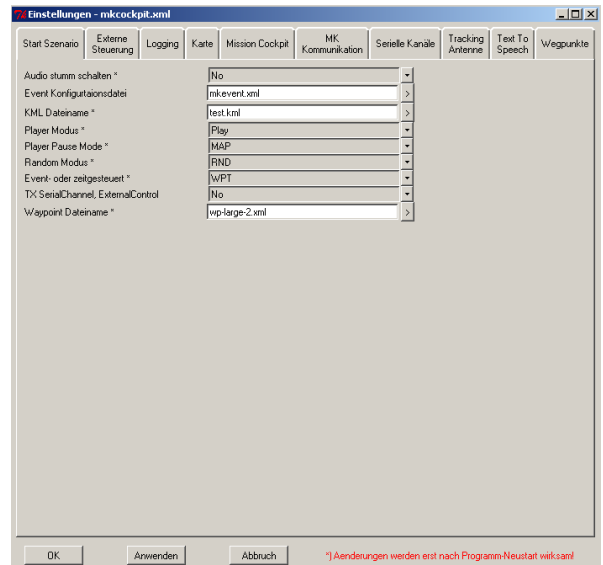 Einstellungen - mkcockpit.xml
Start Szenario
Externe Steuerung
Logging
Karte
Mission Cockpit
MK Kommunikation
Serielle Kanäle
Tracking Antenne
Text To Speech
Wegpunkte
Audio stumm schalten * No
Event Konfigurtaionsdatei mkevent.xml >
KML Dateiname * test.kml >
Player Modus * Play
Player Pause Mode * MAP
Random Modus * RND
Event- oder zeitgesteuert * WPT
TX SerialChannel, ExternalControl No
Waypoint Dateiname * wp-large-2.xml >
OK Anwenden Abbruch *) Aenderungen werden erst nach Programm-Neustart wirksam!